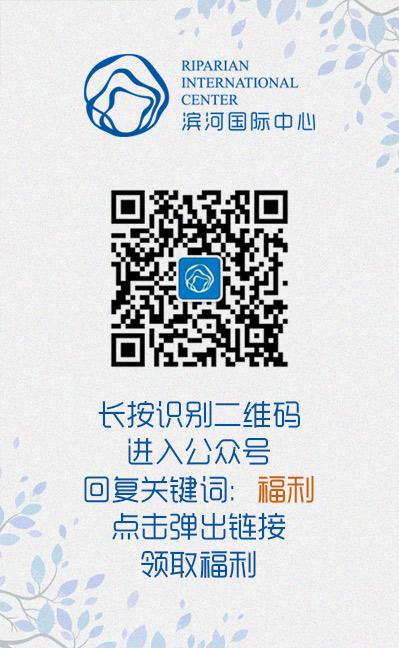 RIPARIAN
INTERNATIONAL
CENTER
滨河国际中心
长按识别二维码
进入公众号
回复关键词：福利
点击弹出链接
领取福利